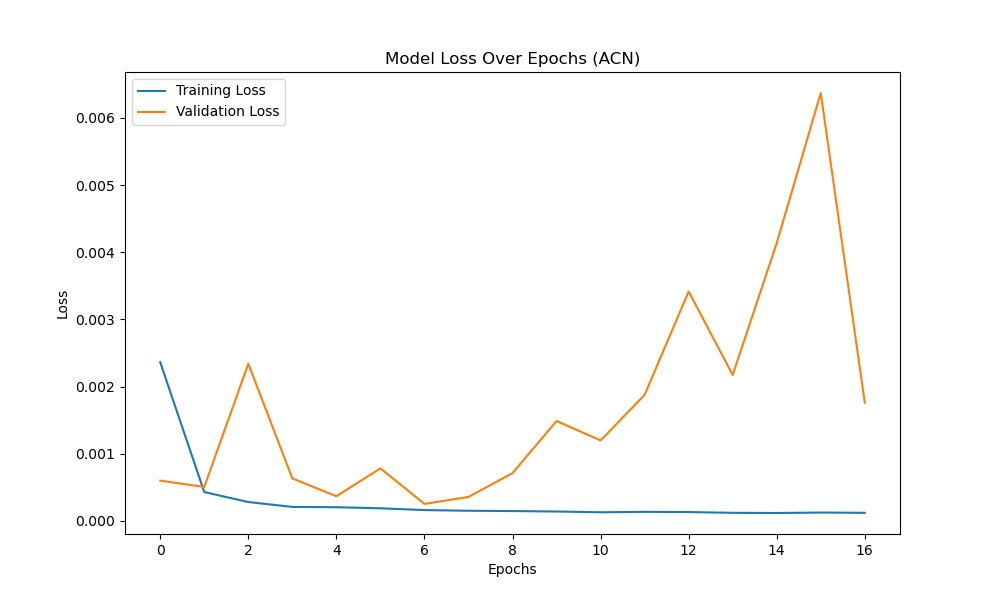 Model Loss Over Epochs (ACN)
Training Loss
Validation Loss
0.006
0.005
0.004
0.003
0.002
0.001
0.000
Loss
0 2 4 6 8 10 12 14 16
Epochs